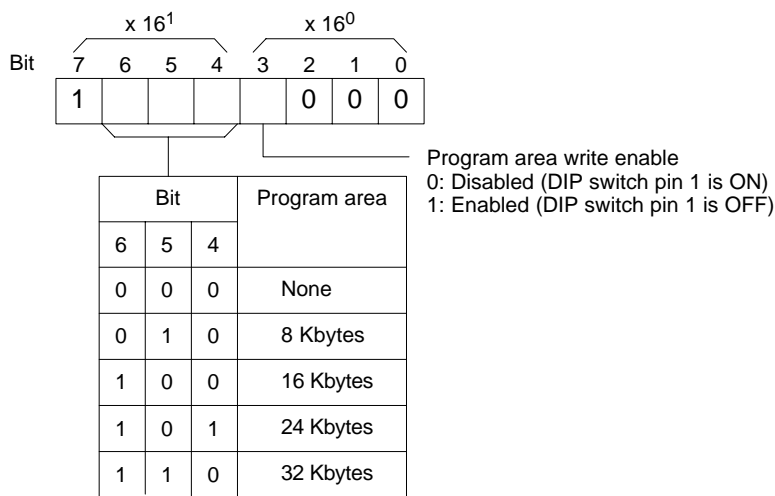 x 16¹ x 16⁰
Bit 7 6 5 4 3 2 1 0
1 0 0 0
Program area write enable
0: Disabled (DIP switch pin 1 is ON)
1: Enabled (DIP switch pin 1 is OFF)
Bit Program area
6 5 4
0 0 0 None
0 1 0 8 Kbytes
1 0 0 16 Kbytes
1 0 1 24 Kbytes
1 1 0 32 Kbytes